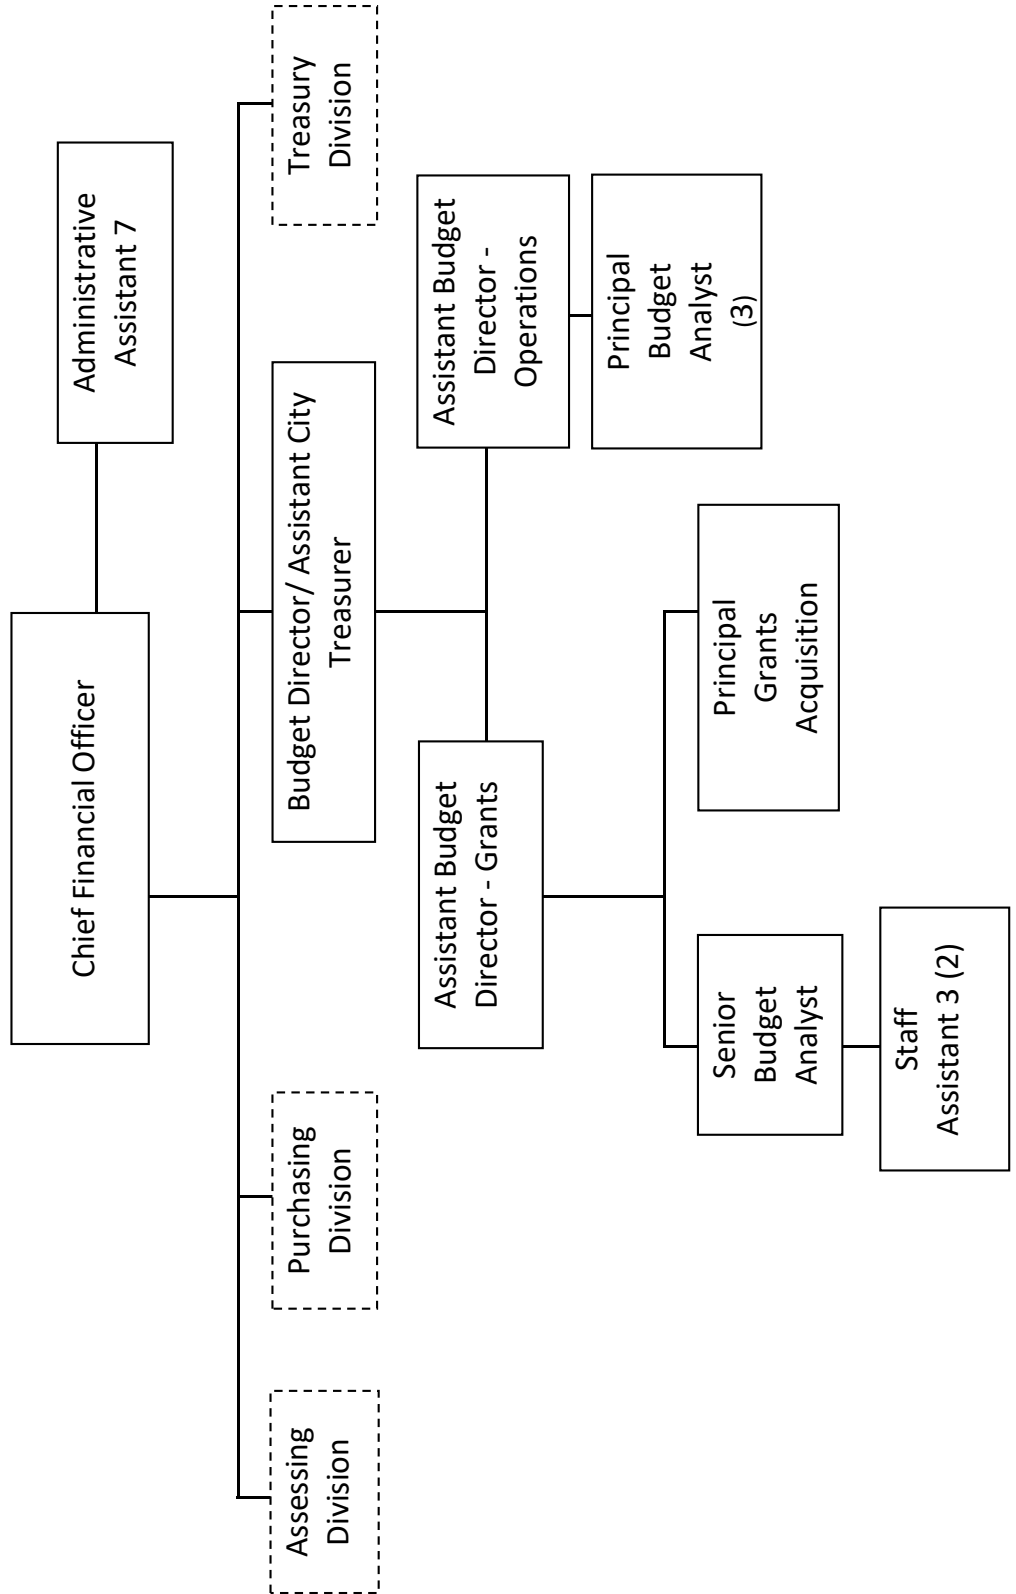 Chief Financial Officer
Administrative
Assistant 7
Assessing
Division
Purchasing
Division
Budget Director/ Assistant City
Treasurer
Treasury
Division
Assistant Budget
Director - Grants
Assistant Budget
Director -
Operations
Senior
Budget
Analyst
Principal
Grants
Acquisition
Principal
Budget
Analyst
(3)
Staff
Assistant 3 (2)